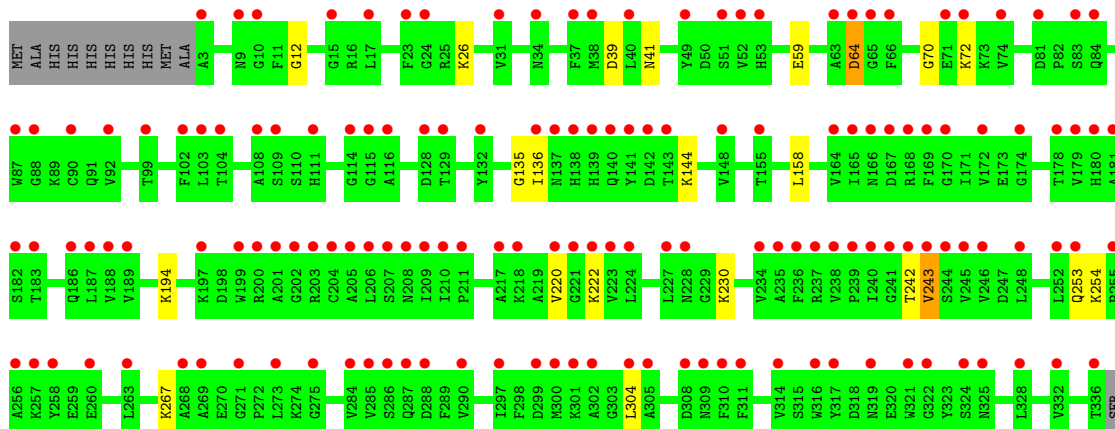 MET ALA HIS HIS HIS HIS HIS HIS MET ALA A3 N9 G10 F11 G12 G15 R16 L17 F23 G24 R25 K26 V31 N34 F37 M38 D39 L40 N41 Y49 D50 S51 V52 H53 E59 A63 D64 G65 F66 G70 E71 K72 K73 V74 D81 P82 S83 Q84
W87 G88 K89 C90 Q91 V92 T99 F102 L103 T104 A108 S109 S110 H111 G114 G115 A116 D128 T129 Y132 G135 I136 N137 H138 H139 Q140 Y141 D142 T143 K144 V148 T155 L158 V164 I165 N166 D167 R168 F169 G170 I171 V172 E173 G174 T178 V179 H180 A181
S182 T183 Q186 L187 V188 V189 K194 K197 D198 W199 R200 A201 G202 R203 C204 A205 L206 S207 N208 I209 I210 P211 A217 K218 A219 V220 G221 K222 V223 L224 L227 N228 G229 K230 V234 A235 F236 R237 V238 P239 I240 G241 T242 V243 S244 V245 V246 D247 L248 L252 Q253 K254
A256 K257 Y258 E259 E260 L263 K267 A268 A269 E270 G271 P272 L273 K274 G275 V284 V285 S286 Q287 D288 F289 V290 I297 F298 D299 M300 K301 A302 G303 L304 A305 D308 N309 F310 F311 V314 S315 W316 Y317 D318 N319 E320 W321 G322 Y323 S324 N325 L328 V332 T336